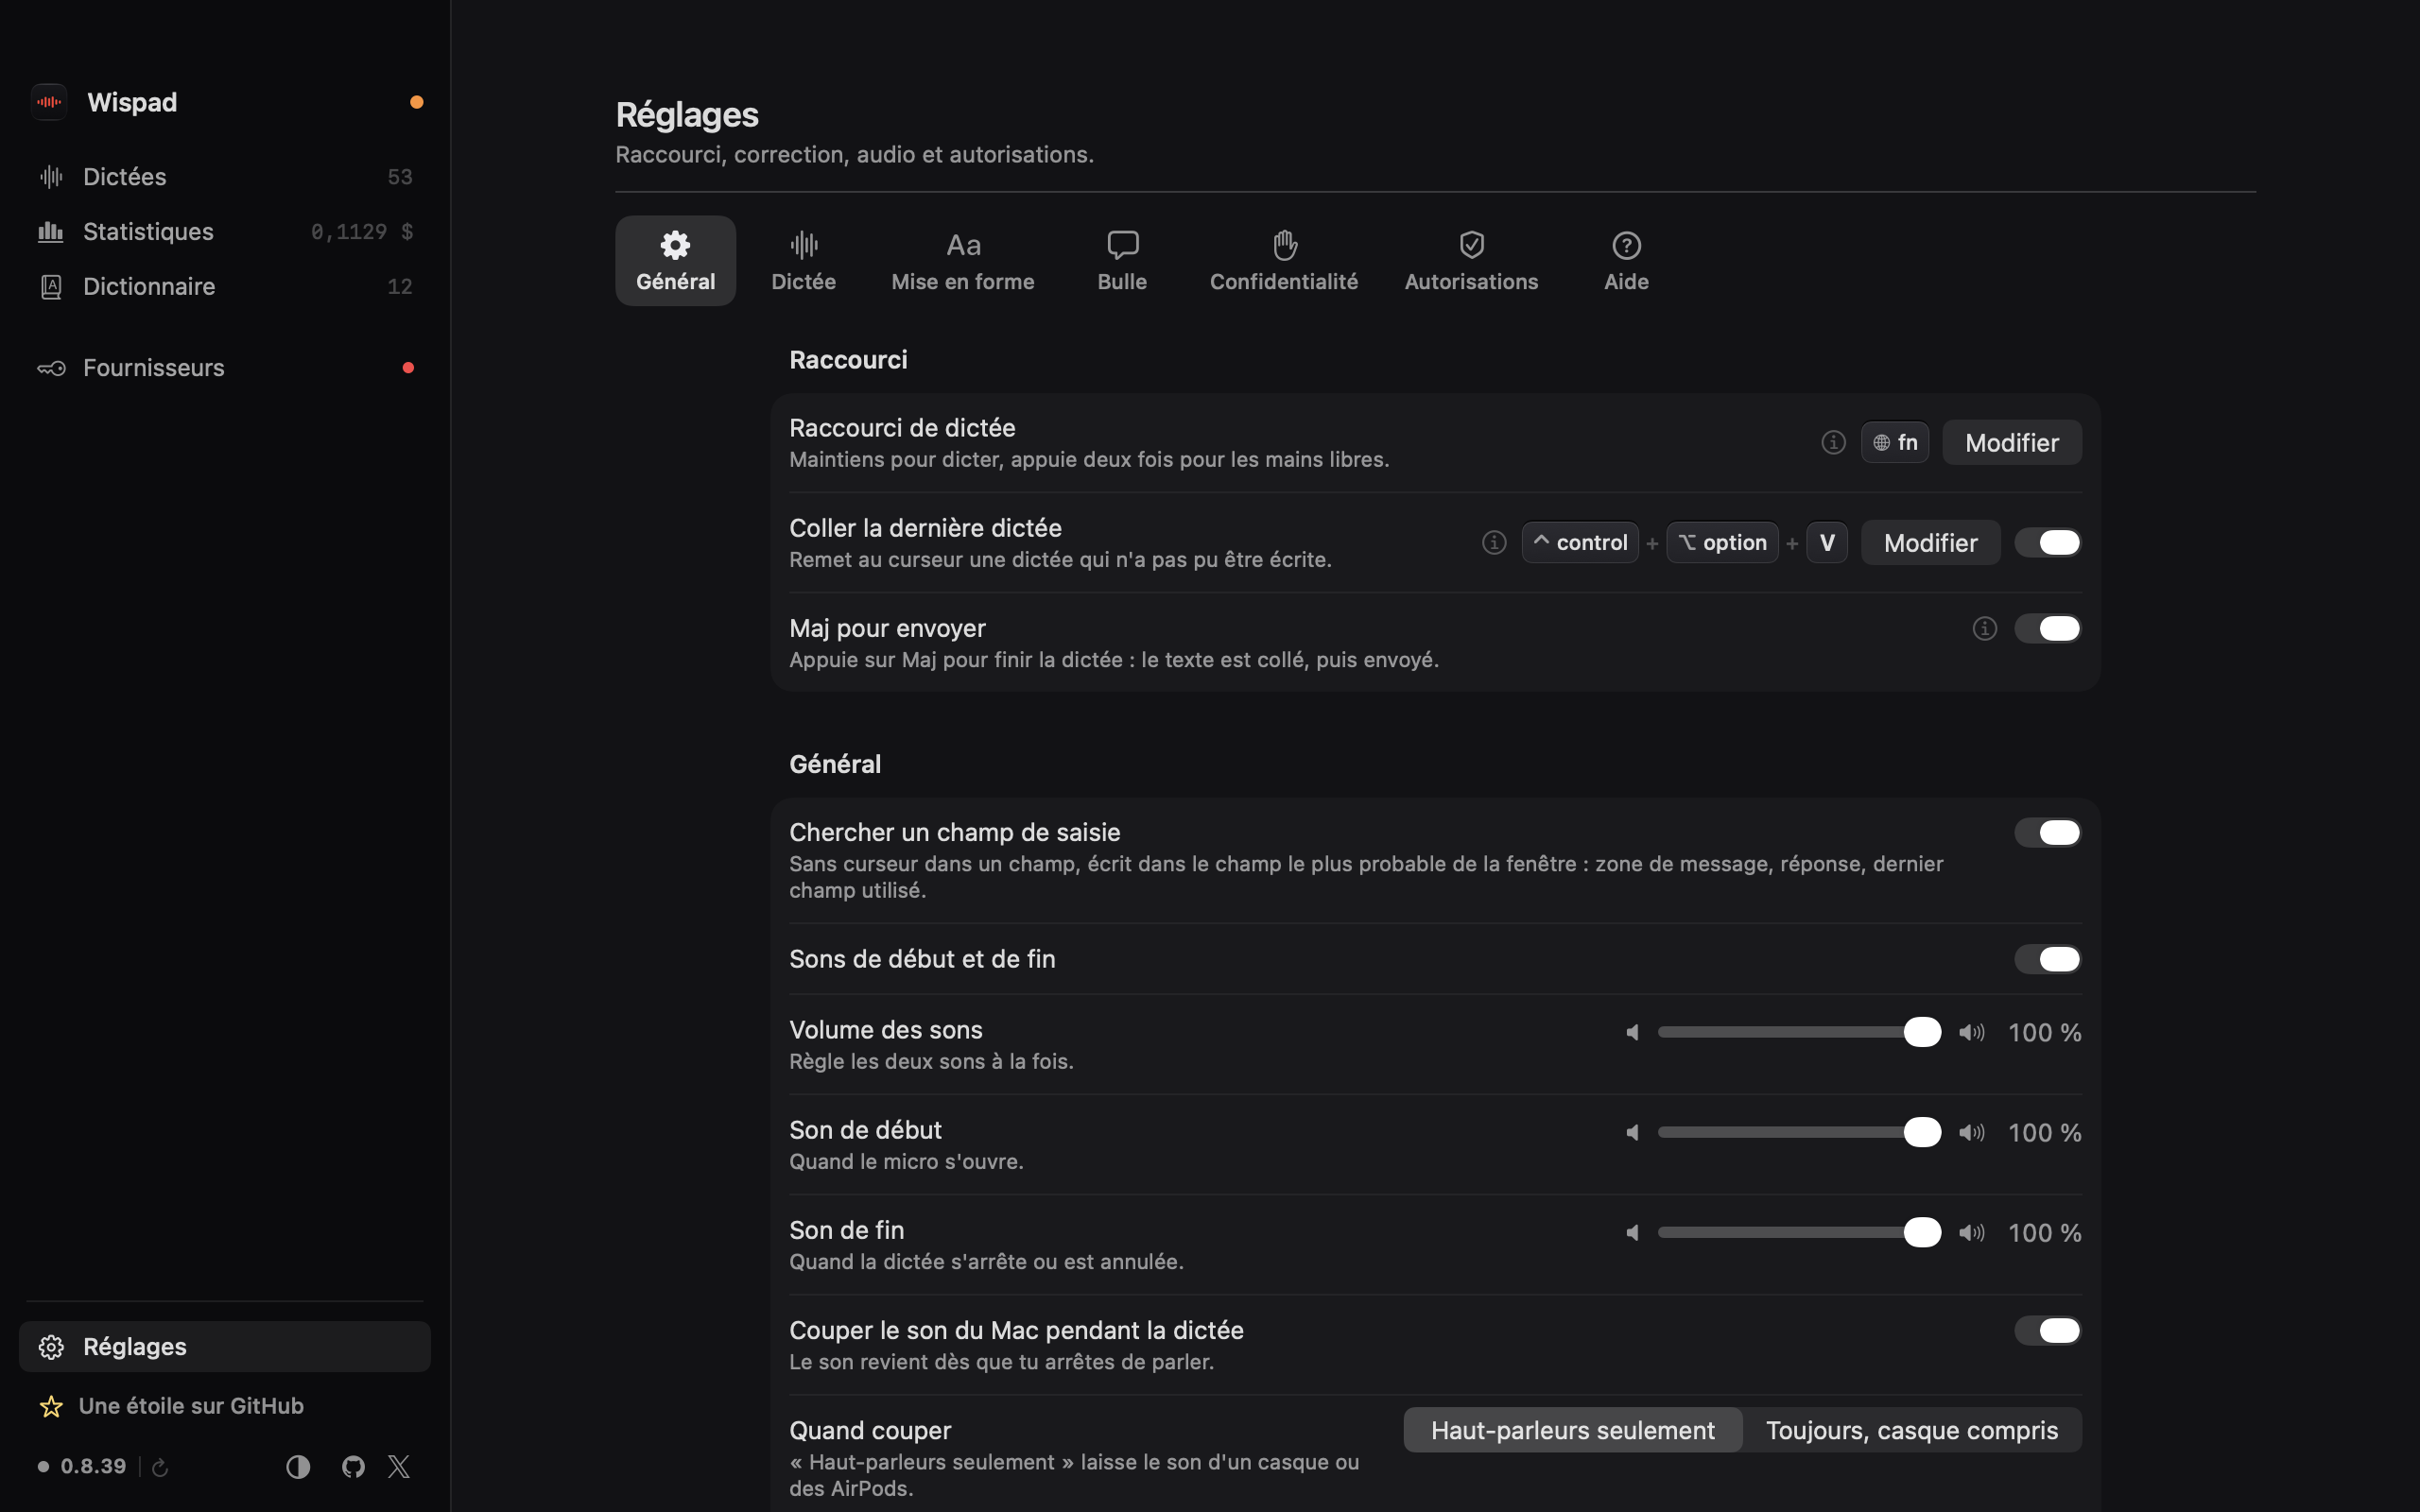 Wispad
Dictées 53
Statistiques 0,1129 $
Dictionnaire 12
Fournisseurs
Réglages
Une étoile sur GitHub
0.8.39
Réglages
Raccourci, correction, audio et autorisations.
Général Dictée Mise en forme Bulle Confidentialité Autorisations Aide
Raccourci
Raccourci de dictée
Maintiens pour dicter, appuie deux fois pour les mains libres.
fn Modifier
Coller la dernière dictée
Remet au curseur une dictée qui n'a pas pu être écrite.
^ control + ⌥ option + V Modifier
Maj pour envoyer
Appuie sur Maj pour finir la dictée : le texte est collé, puis envoyé.
Général
Chercher un champ de saisie
Sans curseur dans un champ, écrit dans le champ le plus probable de la fenêtre : zone de message, réponse, dernier
champ utilisé.
Sons de début et de fin
Volume des sons
Règle les deux sons à la fois.
100 %
Son de début
Quand le micro s'ouvre.
100 %
Son de fin
Quand la dictée s'arrête ou est annulée.
100 %
Couper le son du Mac pendant la dictée
Le son revient dès que tu arrêtes de parler.
Quand couper
« Haut-parleurs seulement » laisse le son d'un casque ou
des AirPods.
Haut-parleurs seulement Toujours, casque compris